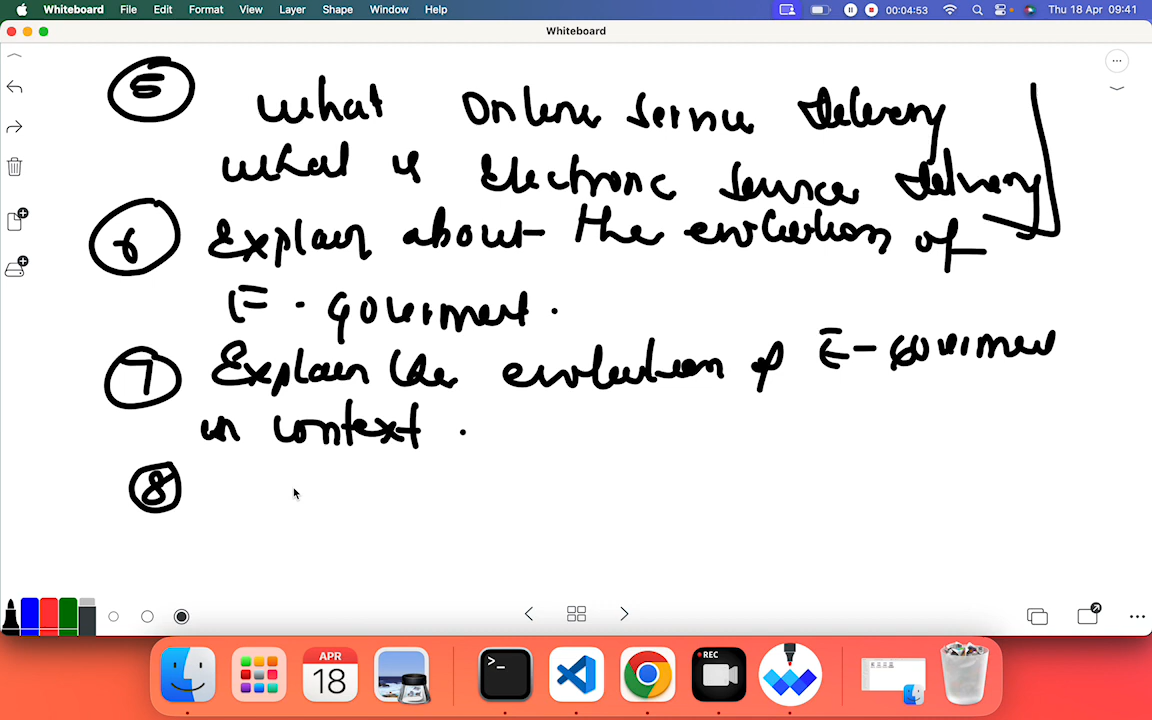 Whiteboard File Edit Format View Layer Shape Window Help 00:04:53 Thu 18 Apr 09:41
Whiteboard
5 What Online Service Delivery
What is Electronic Service Delivery
6 Explain about the evolution of
E-Goverment.
7 Explain the evolution of E-Goverment
in context.
8
APR
18
REC